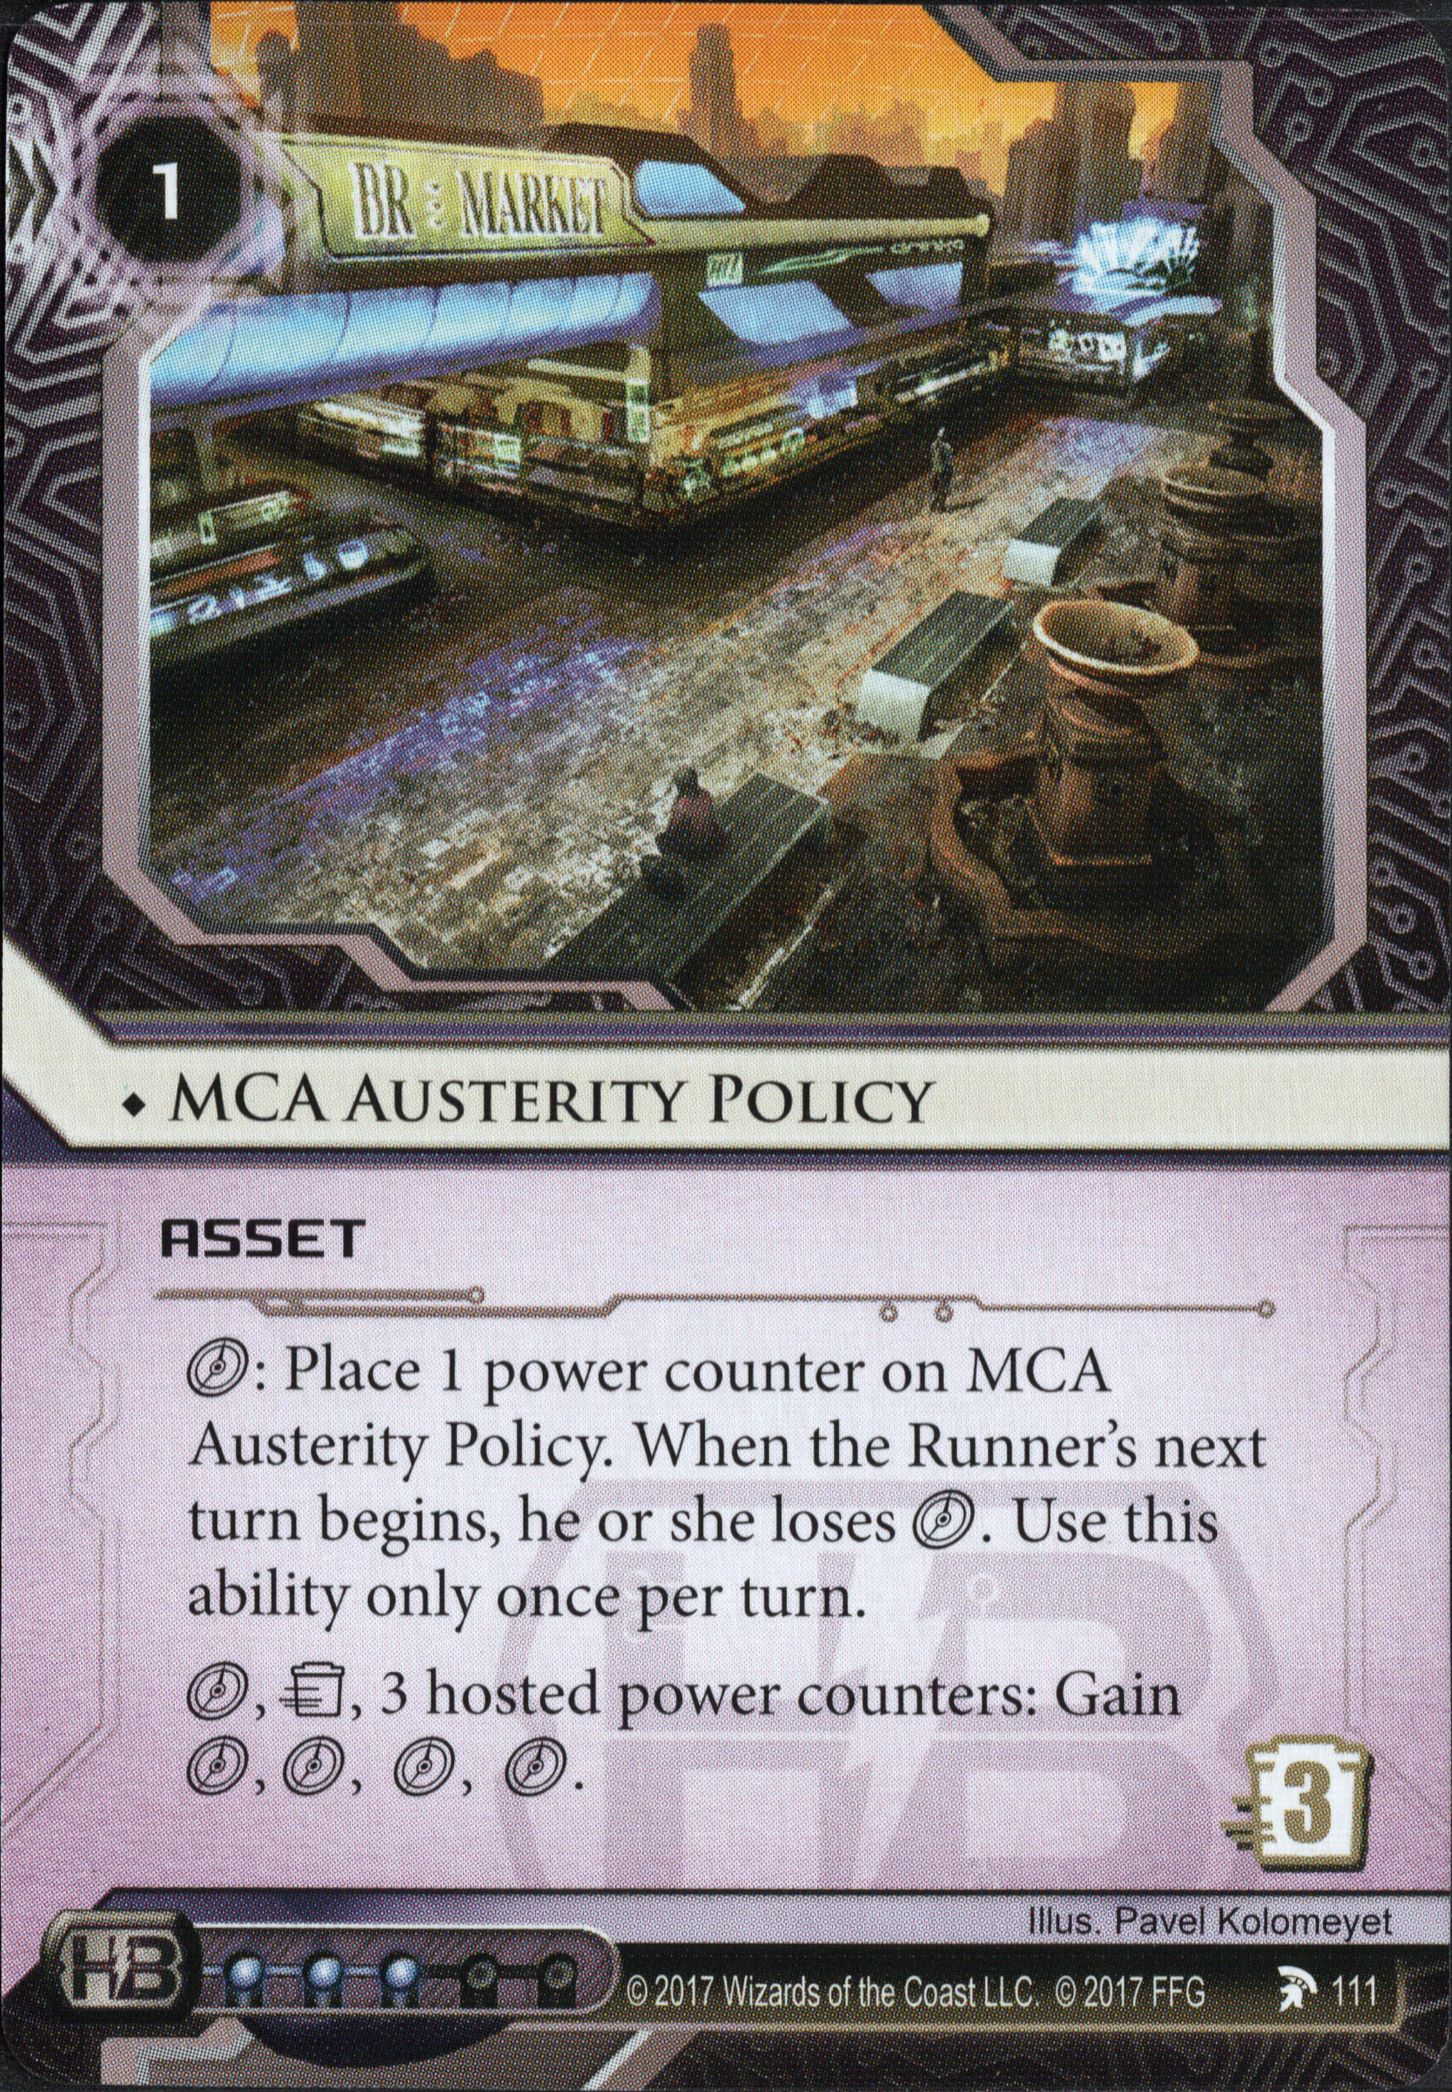 1
BR MARKET
♦ MCA Austerity Policy
ASSET
: Place 1 power counter on MCA
Austerity Policy. When the Runner's next
turn begins, he or she loses . Use this
ability only once per turn.
, , 3 hosted power counters: Gain
, , , .
3
Illus. Pavel Kolomeyet
HB
© 2017 Wizards of the Coast LLC. © 2017 FFG
111